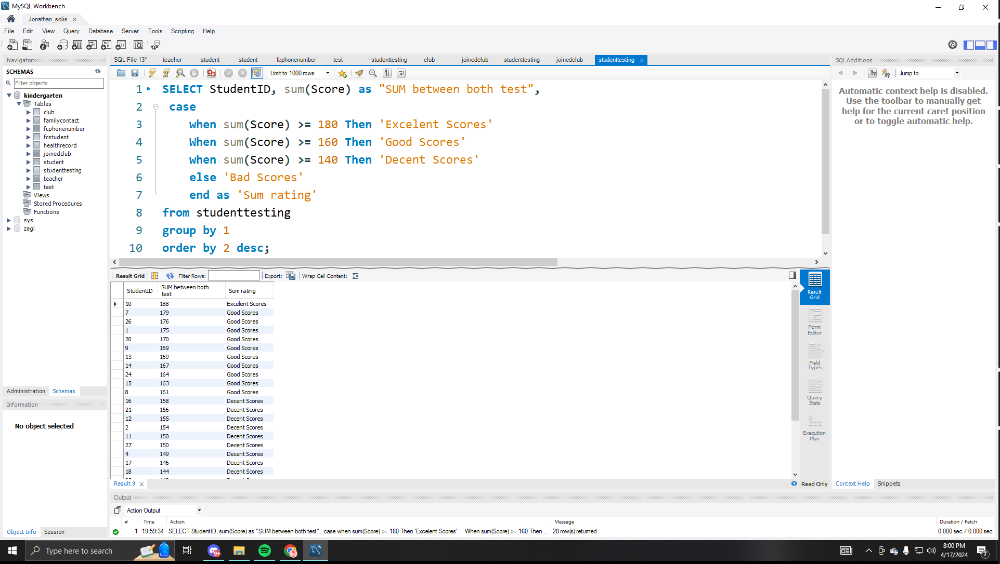 MySQL Workbench
Jonathan_solis
File Edit View Query Database Server Tools Scripting Help
Navigator
SCHEMAS
Filter objects
kindergarten
Tables
club
familycontact
fcphonenumber
fcstudent
healthrecord
joinedclub
student
studenttesting
teacher
test
Views
Stored Procedures
Functions
sys
zagi
Administration Schemas
Information
No object selected
Object Info Session
SQL File 13* teacher student student fcphonenumber test studenttesting club joinedclub studenttesting joinedclub studenttesting
Limit to 1000 rows
1 SELECT StudentID, sum(Score) as "SUM between both test",
2 case
3 when sum(Score) >= 180 Then 'Excelent Scores'
4 When sum(Score) >= 160 Then 'Good Scores'
5 when sum(Score) >= 140 Then 'Decent Scores'
6 else 'Bad Scores'
7 end as 'Sum rating'
8 from studenttesting
9 group by 1
10 order by 2 desc;
Result Grid Filter Rows: Export: Wrap Cell Content:
StudentID SUM between both test Sum rating
10 188 Excelent Scores
7 179 Good Scores
26 176 Good Scores
1 175 Good Scores
20 170 Good Scores
9 169 Good Scores
13 169 Good Scores
14 167 Good Scores
24 164 Good Scores
15 163 Good Scores
8 161 Good Scores
16 158 Decent Scores
21 156 Decent Scores
12 155 Decent Scores
2 154 Decent Scores
11 150 Decent Scores
27 150 Decent Scores
4 149 Decent Scores
17 146 Decent Scores
18 144 Decent Scores
Result Grid
Form Editor
Field Types
Query Stats
Execution Plan
Result 9
Read Only
SQLAdditions
Jump to
Automatic context help is disabled.
Use the toolbar to manually get
help for the current caret position
or to toggle automatic help.
Context Help Snippets
Output
Action Output
# Time Action Message Duration / Fetch
1 19:59:34 SELECT StudentID, sum(Score) as "SUM between both test", case when sum(Score) >= 180 Then 'Excelent Scores' When sum(Score) >= 160 Then ... 28 row(s) returned 0.000 sec / 0.000 sec
Type here to search
9+
8:00 PM
4/17/2024
7